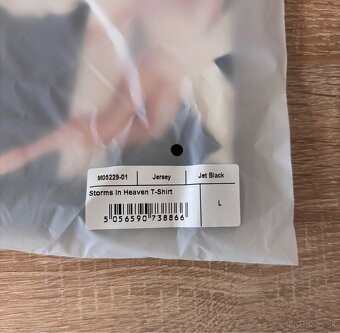 M05229-01 Jersey Jet Black
Storms In Heaven T-Shirt
L
5 056590 738866